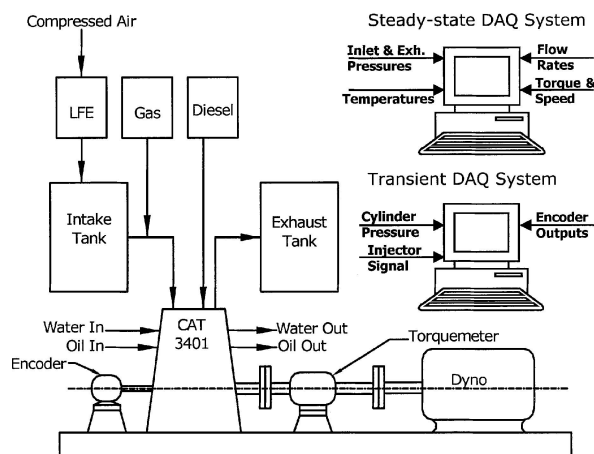 Compressed Air
LFE
Gas
Diesel
Intake
Tank
Exhaust
Tank
Water In
Oil In
CAT
3401
Water Out
Oil Out
Encoder
Torquemeter
Dyno
Steady-state DAQ System
Inlet & Exh.
Pressures
Flow
Rates
Temperatures
Torque &
Speed
Transient DAQ System
Cylinder
Pressure
Encoder
Outputs
Injector
Signal